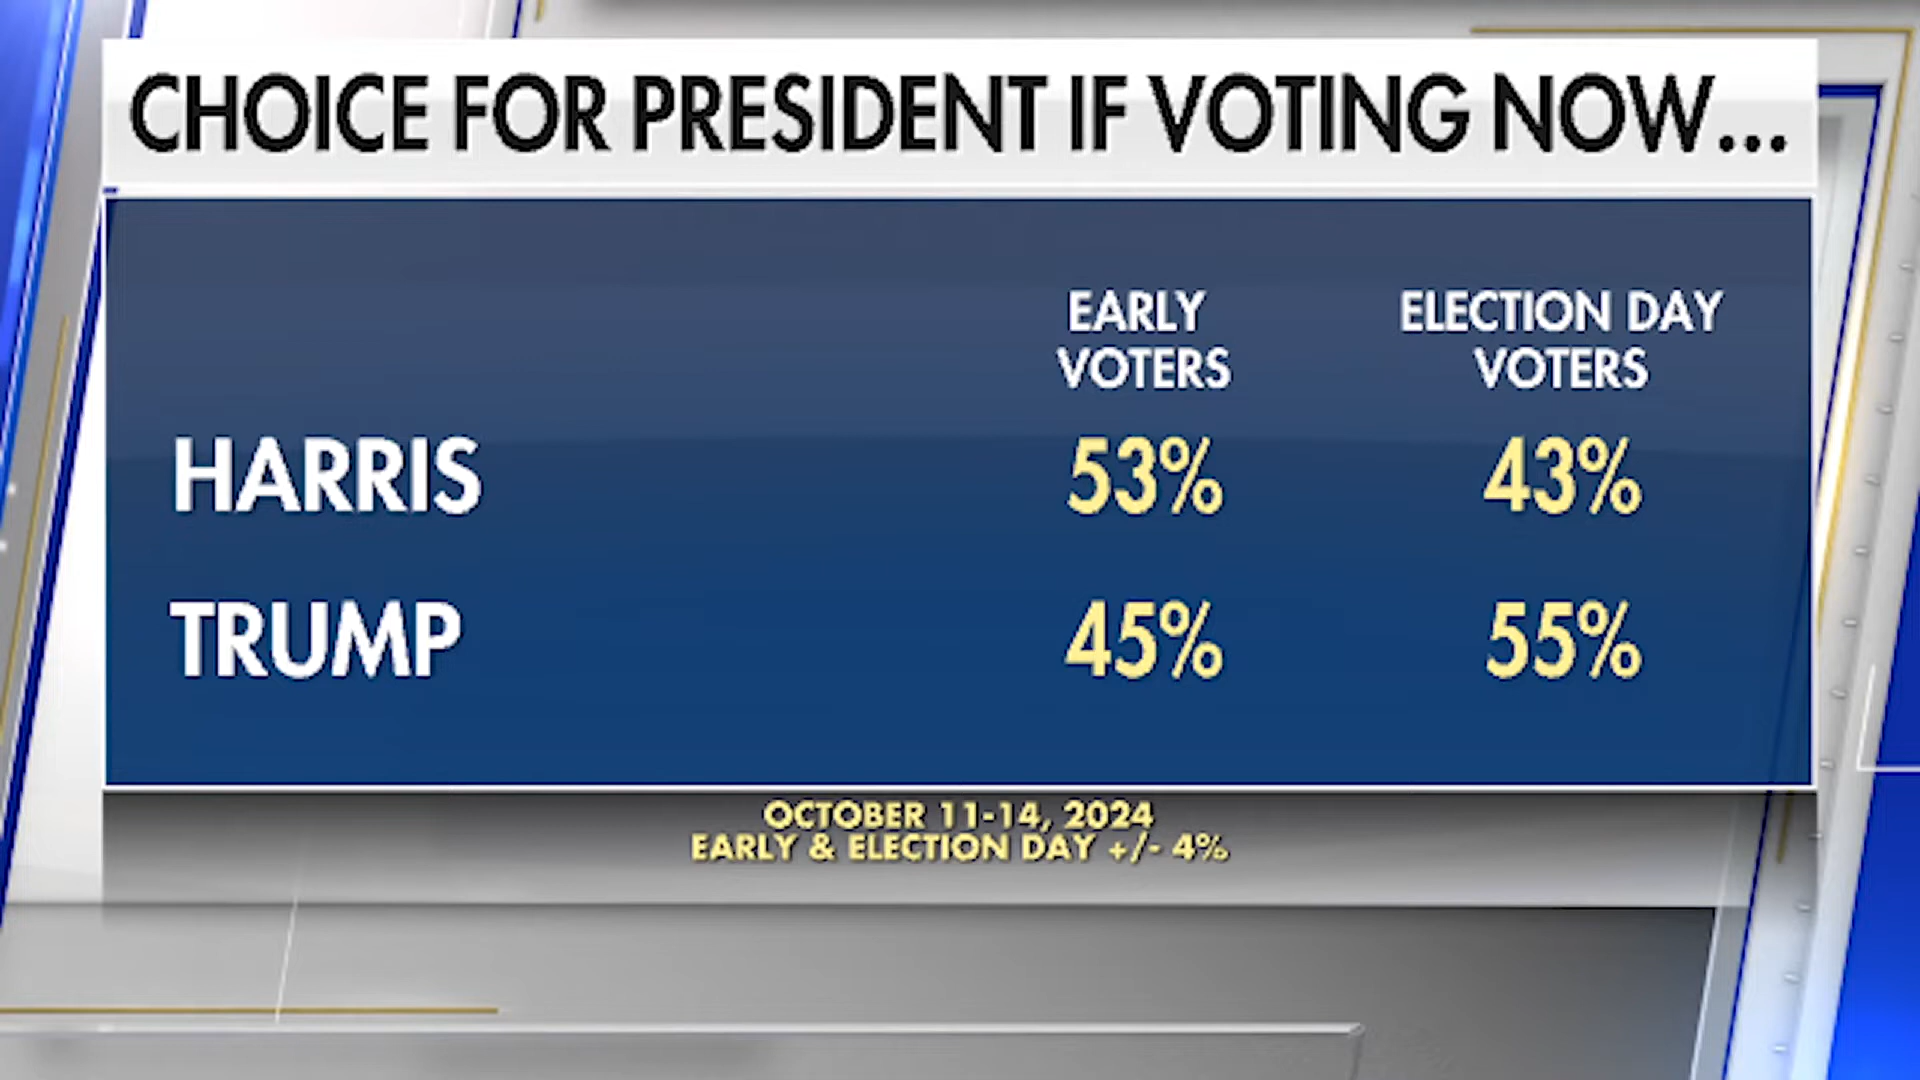 CHOICE FOR PRESIDENT IF VOTING NOW...
EARLY VOTERS
ELECTION DAY VOTERS
HARRIS 53% 43%
TRUMP 45% 55%
OCTOBER 11-14, 2024
EARLY & ELECTION DAY +/- 4%